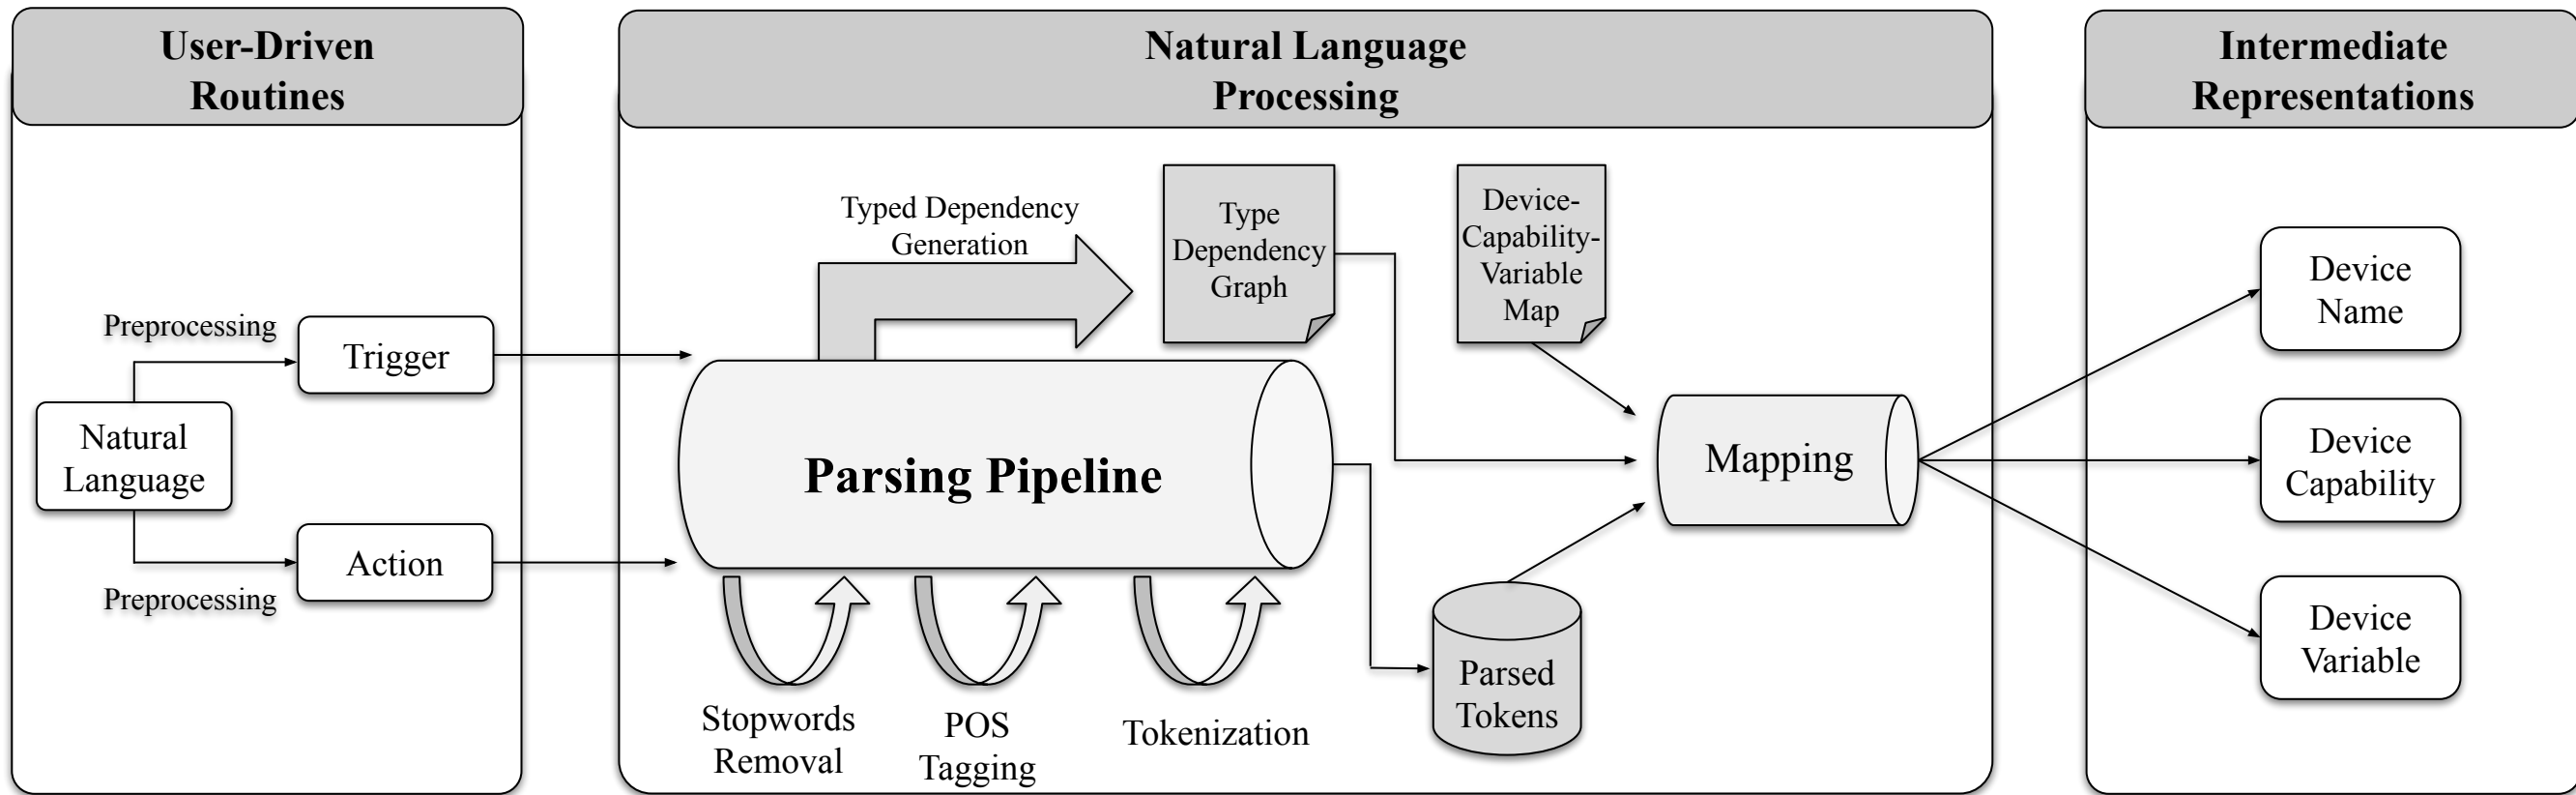 User-Driven
Routines
Preprocessing
Trigger
Natural
Language
Action
Preprocessing
Natural Language
Processing
Typed Dependency
Generation
Type
Dependency
Graph
Device-
Capability-
Variable
Map
Parsing Pipeline
Mapping
Stopwords
Removal
POS
Tagging
Tokenization
Parsed
Tokens
Intermediate
Representations
Device
Name
Device
Capability
Device
Variable